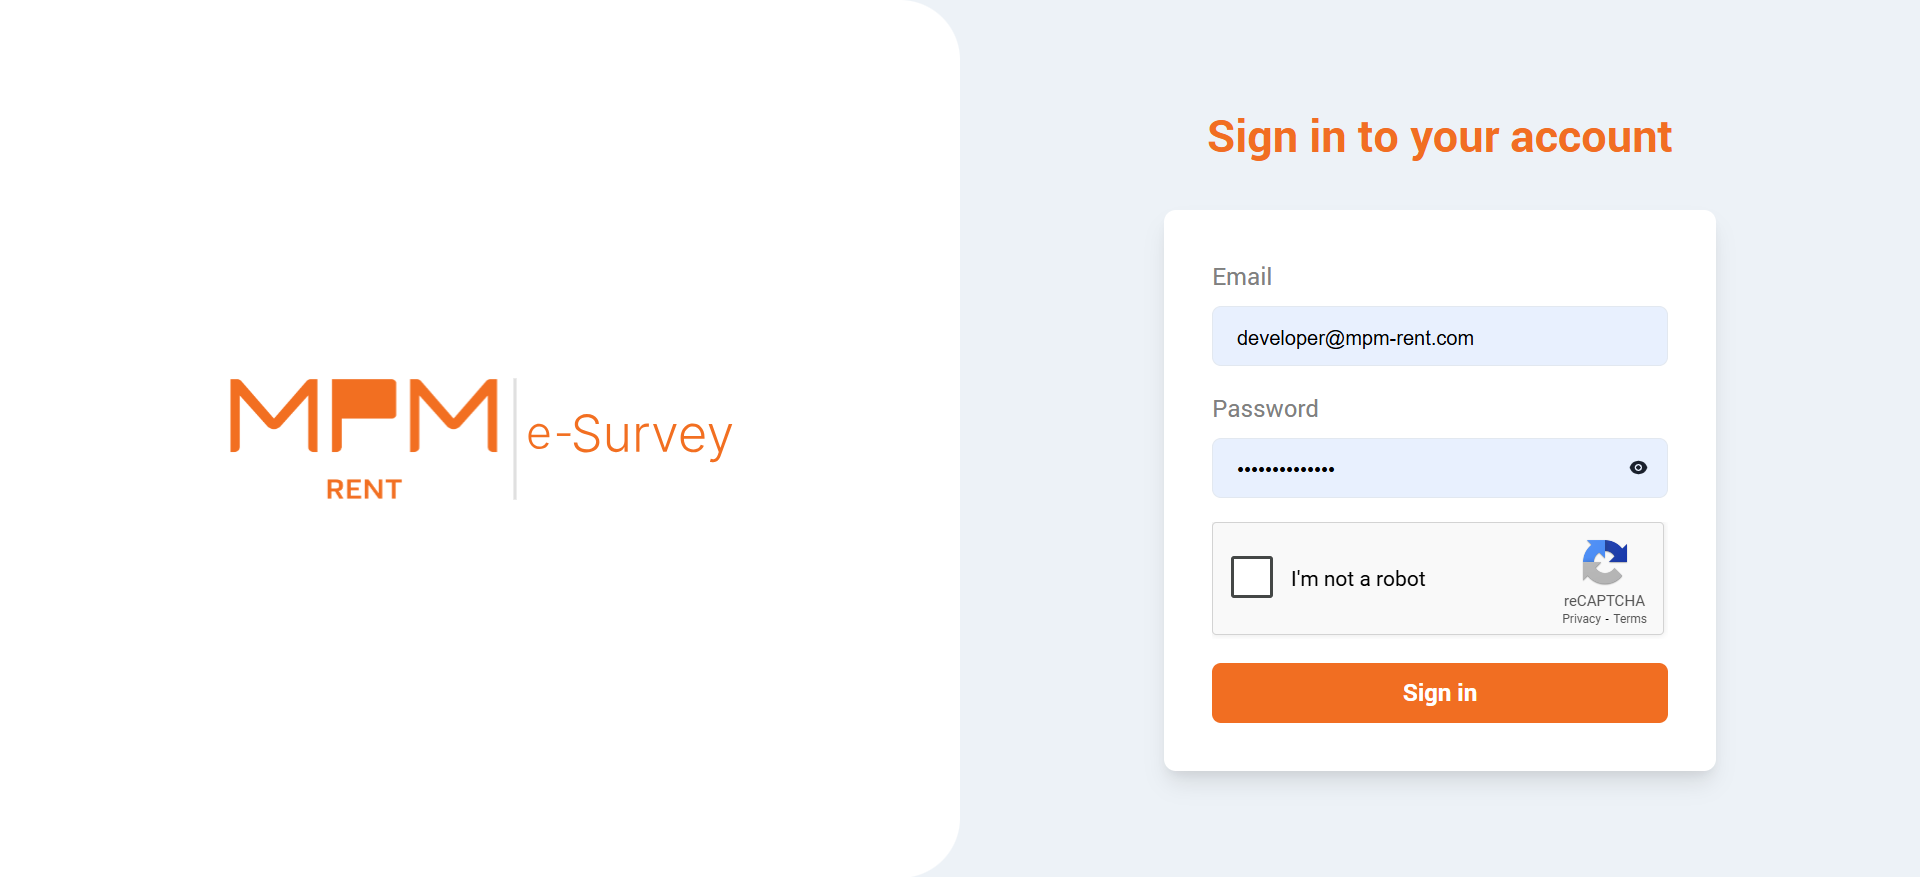 MPM
RENT
e-Survey
Sign in to your account
Email
developer@mpm-rent.com
Password
••••••••••••••
I'm not a robot
reCAPTCHA
Privacy - Terms
Sign in